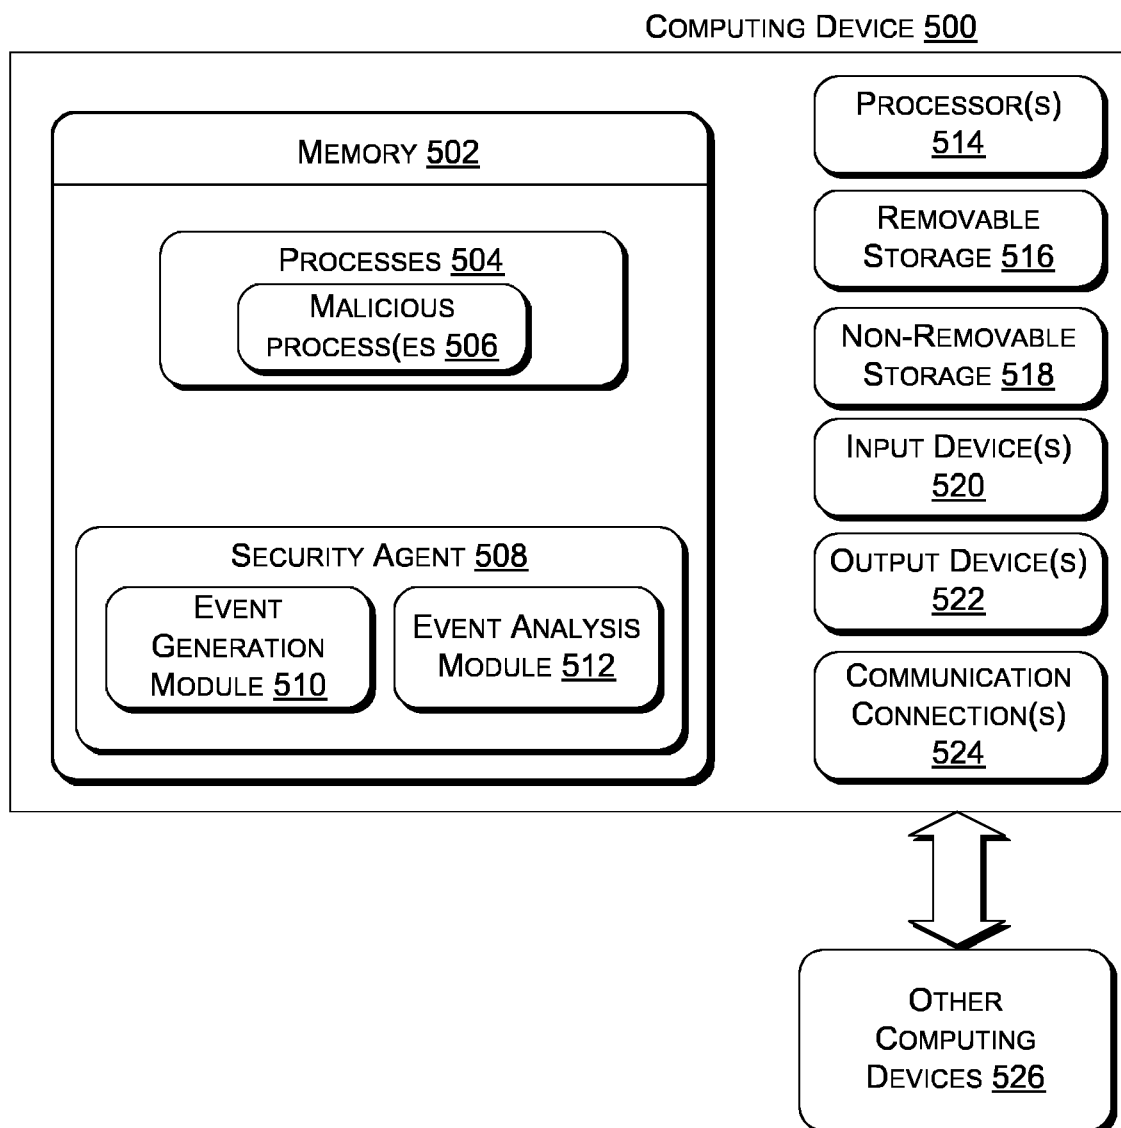 COMPUTING DEVICE 500
MEMORY 502
PROCESSES 504
MALICIOUS
PROCESS(ES 506
SECURITY AGENT 508
EVENT
GENERATION
MODULE 510
EVENT ANALYSIS
MODULE 512
PROCESSOR(S)
514
REMOVABLE
STORAGE 516
NON-REMOVABLE
STORAGE 518
INPUT DEVICE(S)
520
OUTPUT DEVICE(S)
522
COMMUNICATION
CONNECTION(S)
524
OTHER
COMPUTING
DEVICES 526